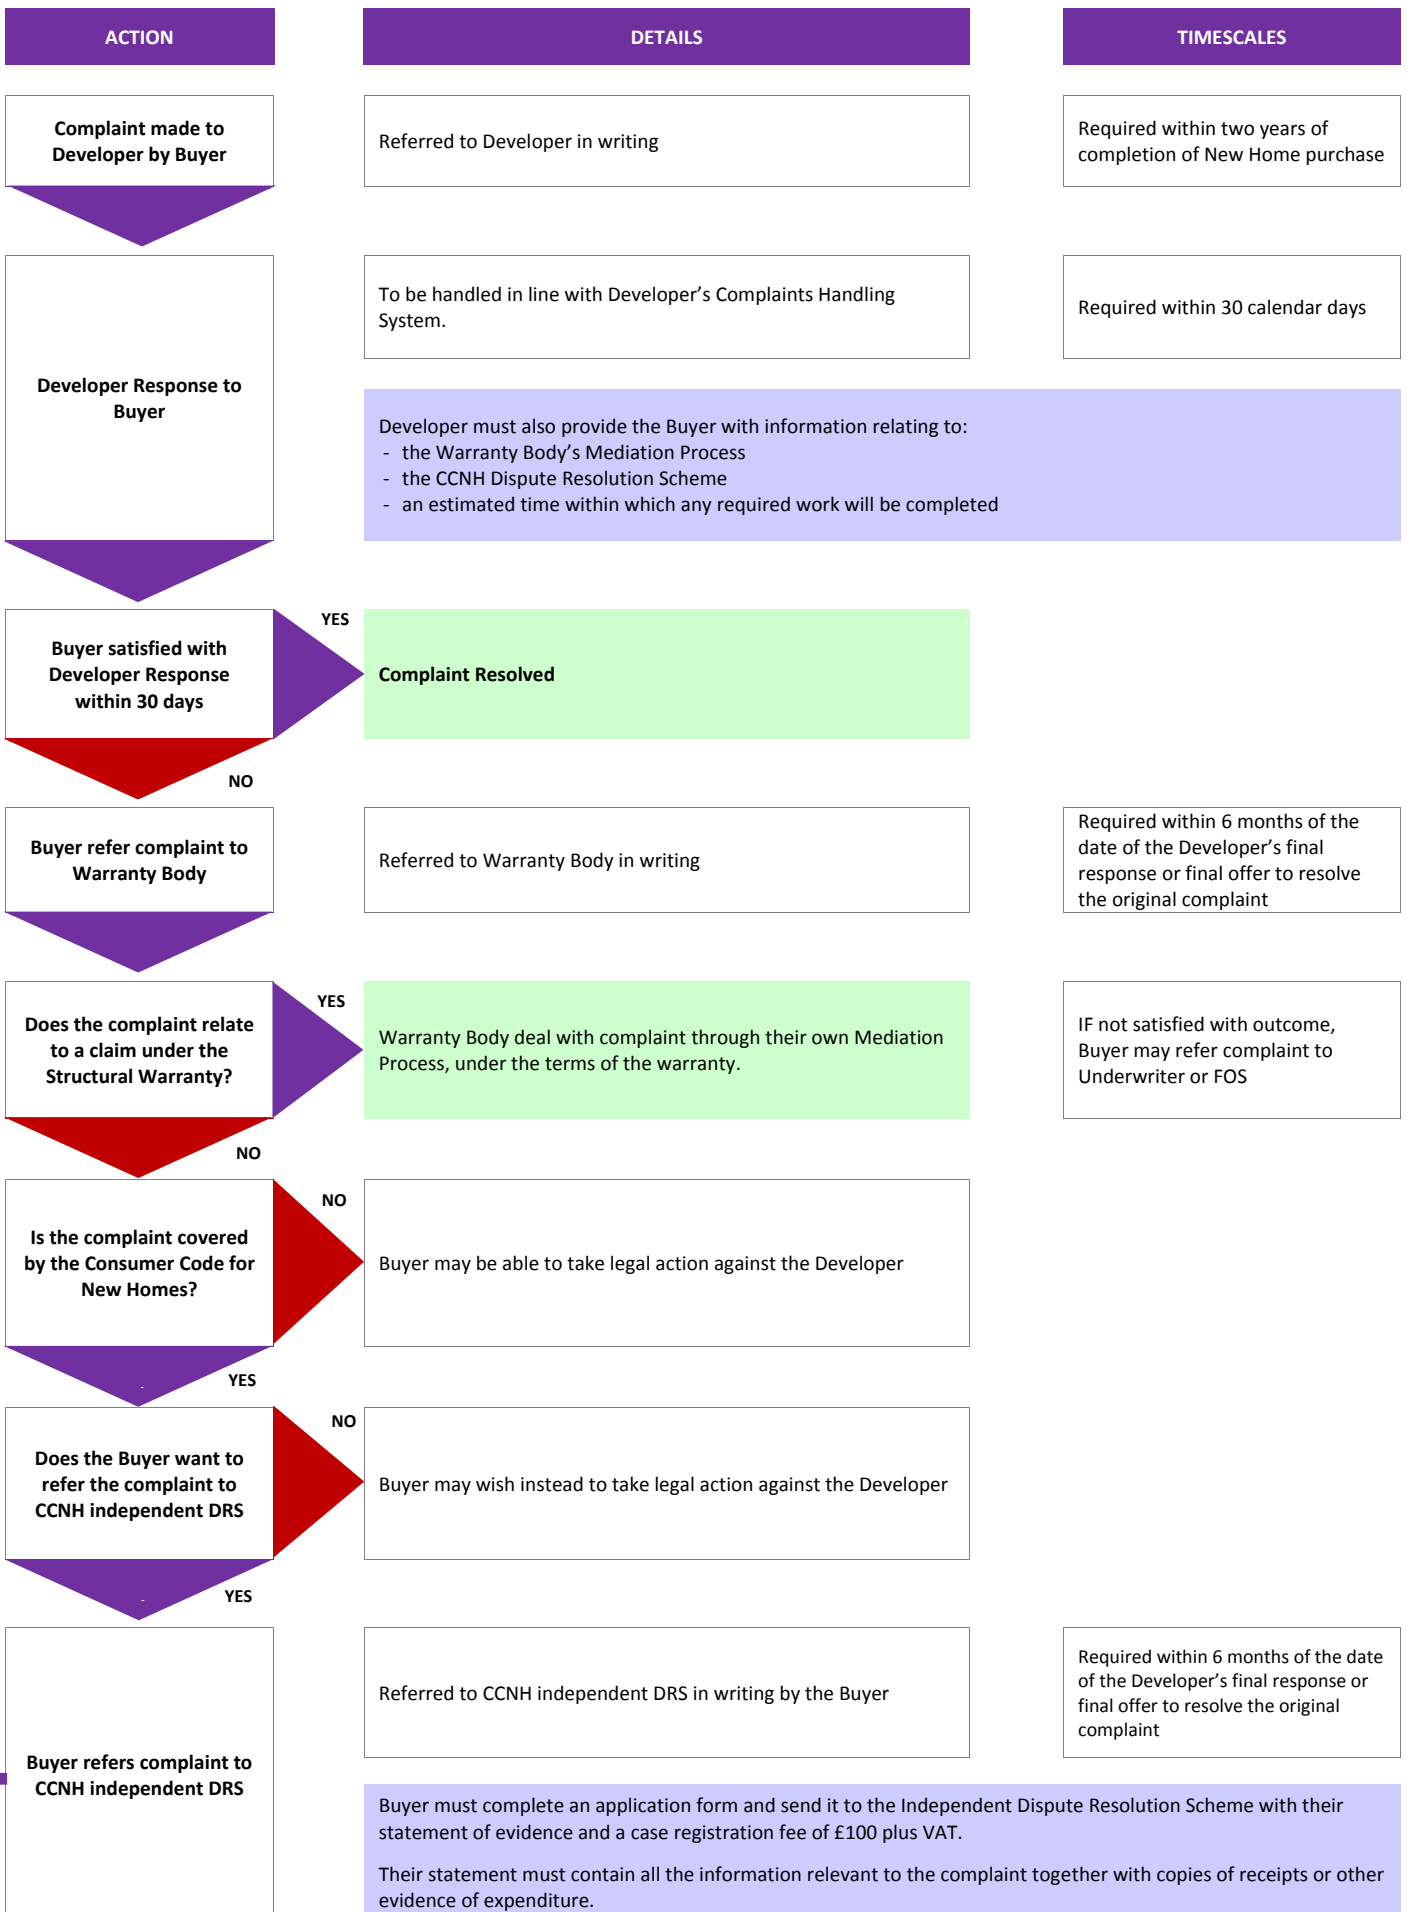 ACTION
DETAILS
TIMESCALES
Complaint made to
Developer by Buyer
Referred to Developer in writing
Required within two years of
completion of New Home purchase
Developer Response to
Buyer
To be handled in line with Developer’s Complaints Handling
System.
Required within 30 calendar days
Developer must also provide the Buyer with information relating to:
- the Warranty Body’s Mediation Process
- the CCNH Dispute Resolution Scheme
- an estimated time within which any required work will be completed
Buyer satisfied with
Developer Response
within 30 days
YES
Complaint Resolved
NO
Buyer refer complaint to
Warranty Body
Referred to Warranty Body in writing
Required within 6 months of the
date of the Developer’s final
response or final offer to resolve
the original complaint
Does the complaint relate
to a claim under the
Structural Warranty?
YES
Warranty Body deal with complaint through their own Mediation
Process, under the terms of the warranty.
IF not satisfied with outcome,
Buyer may refer complaint to
Underwriter or FOS
NO
Is the complaint covered
by the Consumer Code for
New Homes?
NO
Buyer may be able to take legal action against the Developer
YES
Does the Buyer want to
refer the complaint to
CCNH independent DRS
NO
Buyer may wish instead to take legal action against the Developer
YES
Buyer refers complaint to
CCNH independent DRS
Referred to CCNH independent DRS in writing by the Buyer
Required within 6 months of the date
of the Developer’s final response or
final offer to resolve the original
complaint
Buyer must complete an application form and send it to the Independent Dispute Resolution Scheme with their
statement of evidence and a case registration fee of £100 plus VAT.
Their statement must contain all the information relevant to the complaint together with copies of receipts or other
evidence of expenditure.